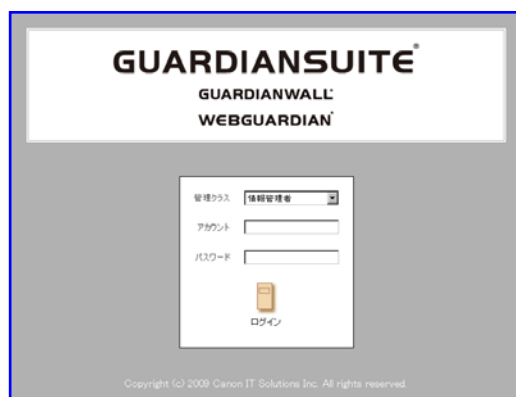 GUARDIANSUITE®
GUARDIANWALL®
WEBGUARDIAN®
管理クラス 情報管理者
アカウント
パスワード
ログイン
Copyright (c) 2009 Canon IT Solutions Inc. All rights reserved.